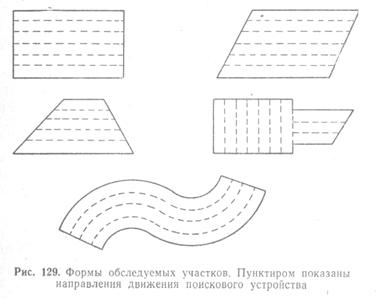 Рис. 129. Формы обследуемых участков. Пунктиром показаны
направления движения поискового устройства